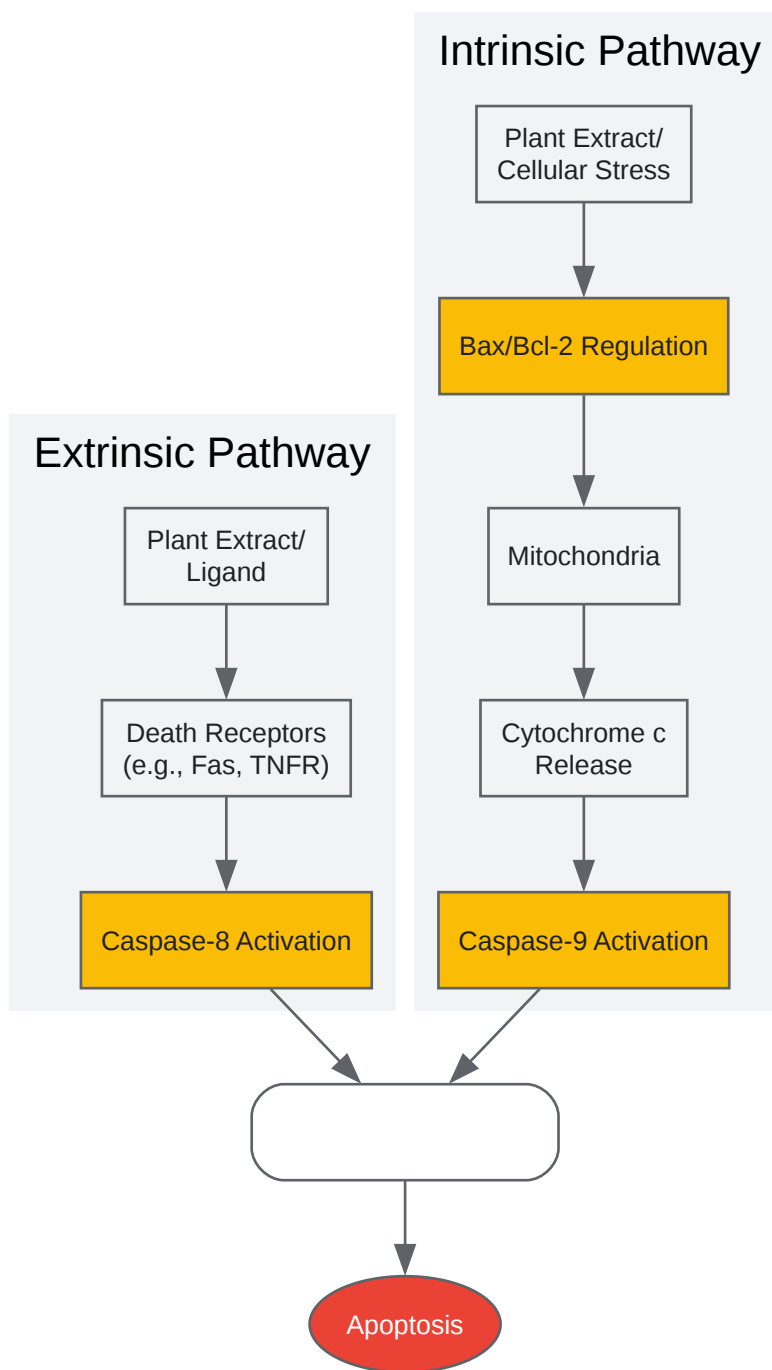 Intrinsic Pathway
Plant Extract/
Cellular Stress
Bax/Bcl-2 Regulation
Mitochondria
Cytochrome c
Release
Caspase-9 Activation
Extrinsic Pathway
Plant Extract/
Ligand
Death Receptors
(e.g., Fas, TNFR)
Caspase-8 Activation
Apoptosis